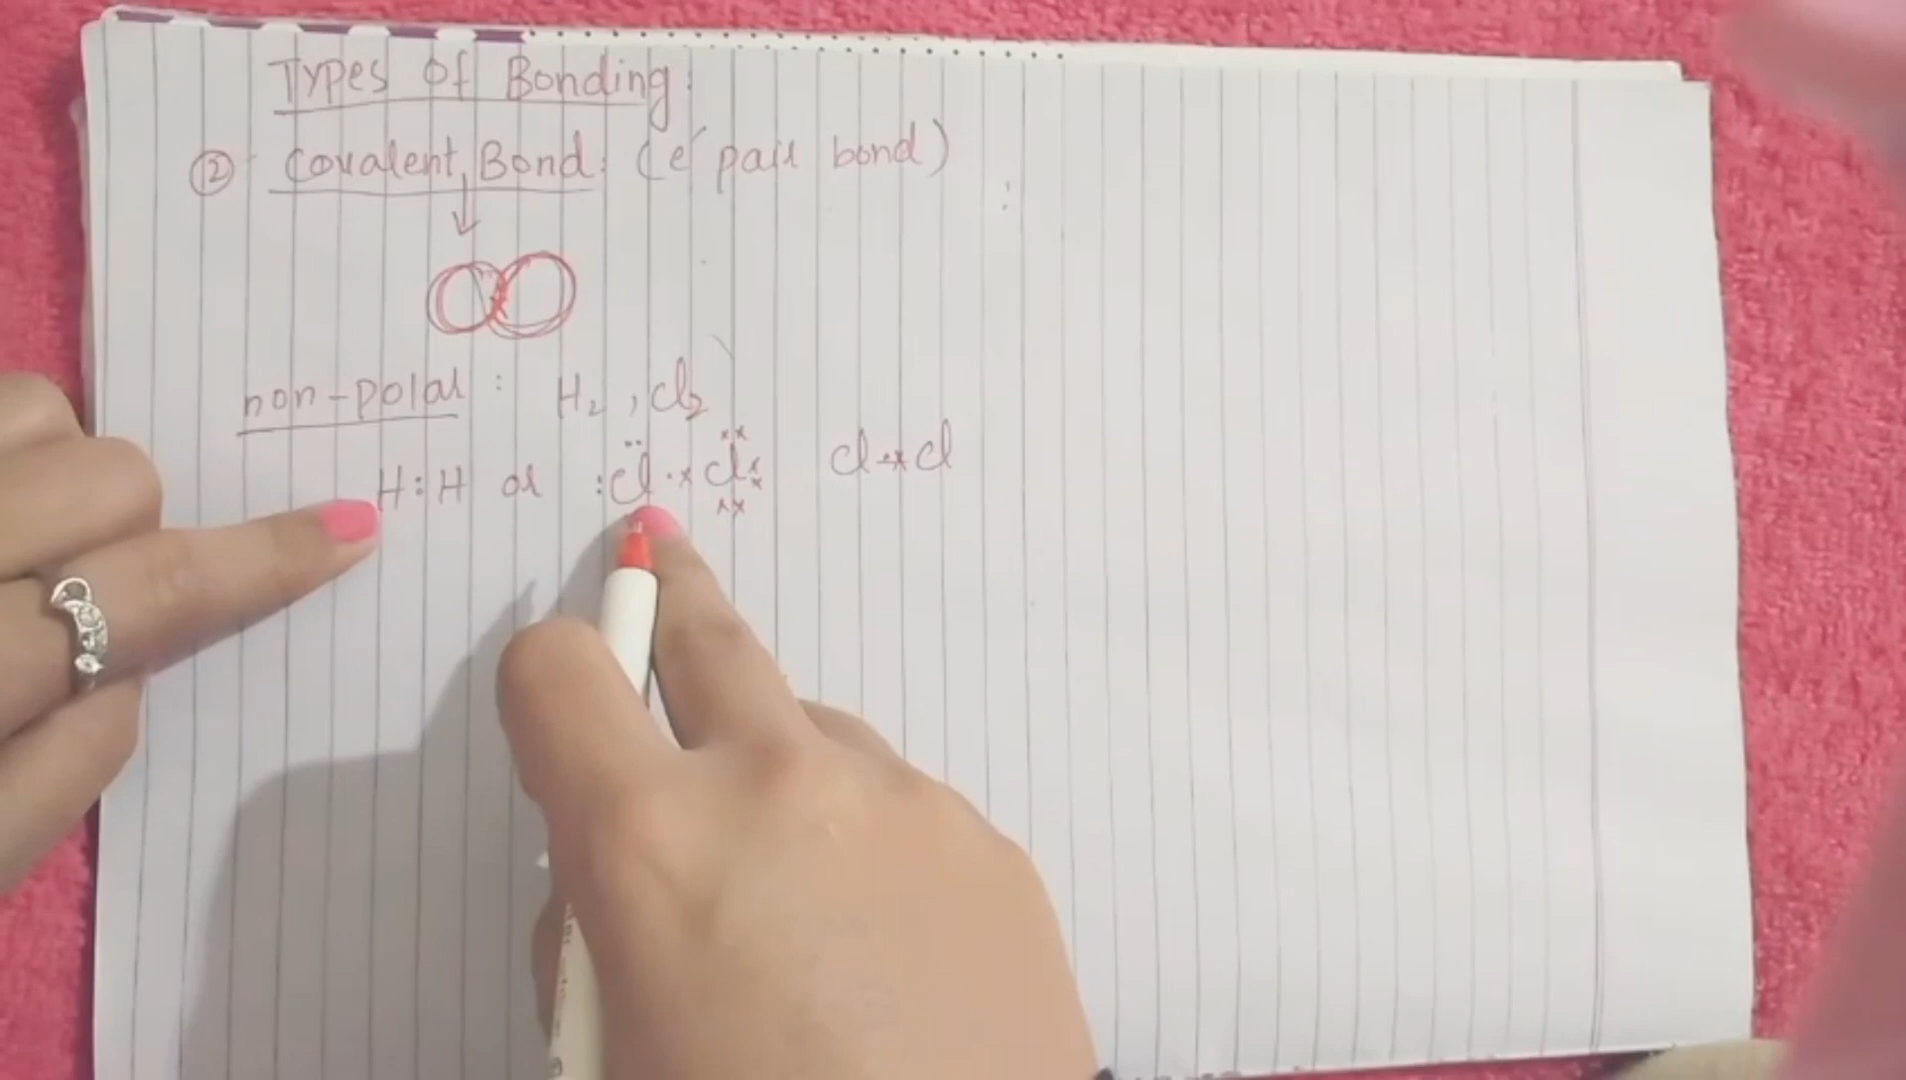 Types of Bonding:
② Covalent Bond: (e⁻ pair bond)
non-polar : H₂ , Cl₂
H:H or :Cl·×Cl Cl·×Cl